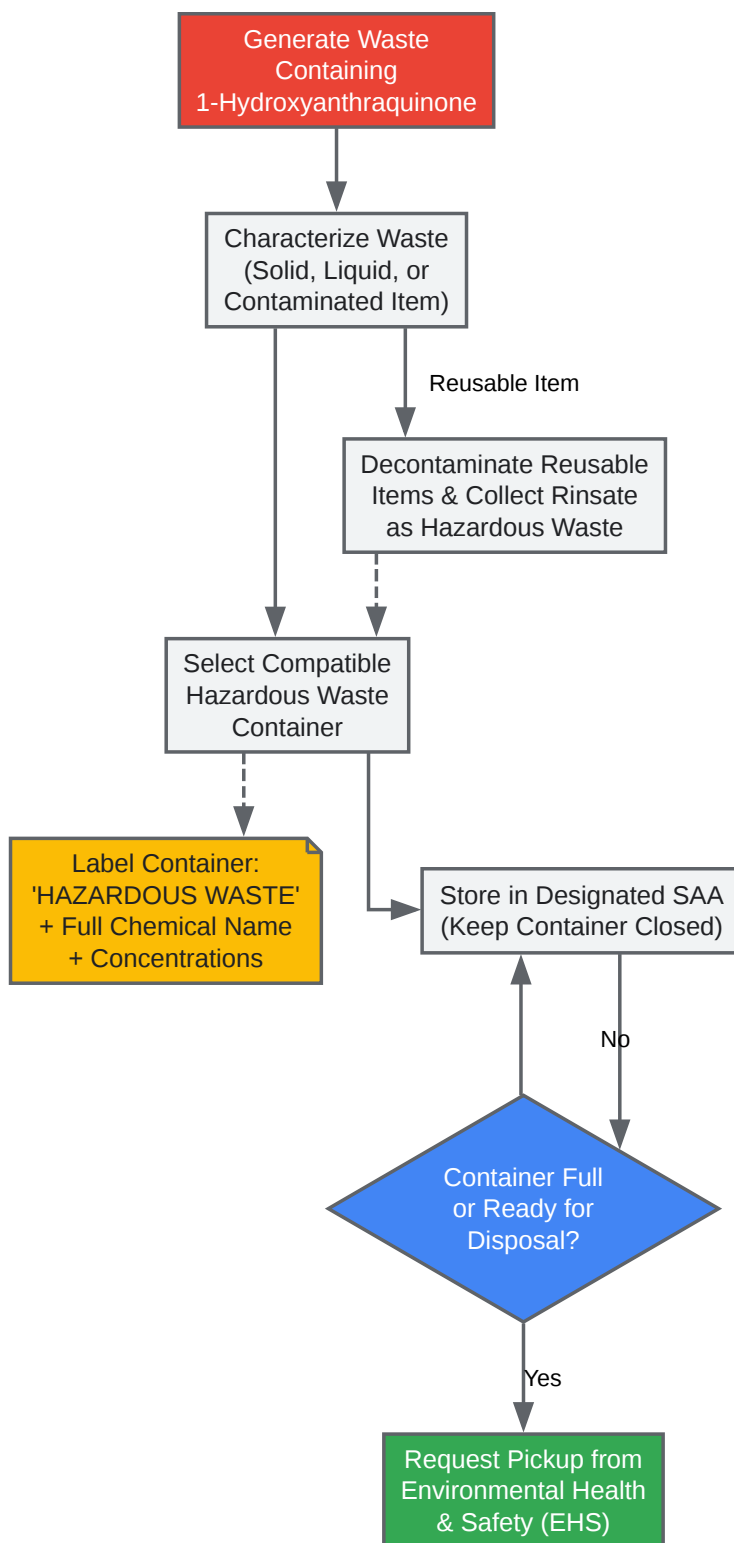 Generate Waste
Containing
1-Hydroxyanthraquinone
Characterize Waste
(Solid, Liquid, or
Contaminated Item)
Reusable Item
Decontaminate Reusable
Items & Collect Rinsate
as Hazardous Waste
Select Compatible
Hazardous Waste
Container
Label Container:
'HAZARDOUS WASTE'
+ Full Chemical Name
+ Concentrations
Store in Designated SAA
(Keep Container Closed)
No
Container Full
or Ready for
Disposal?
Yes
Request Pickup from
Environmental Health
& Safety (EHS)